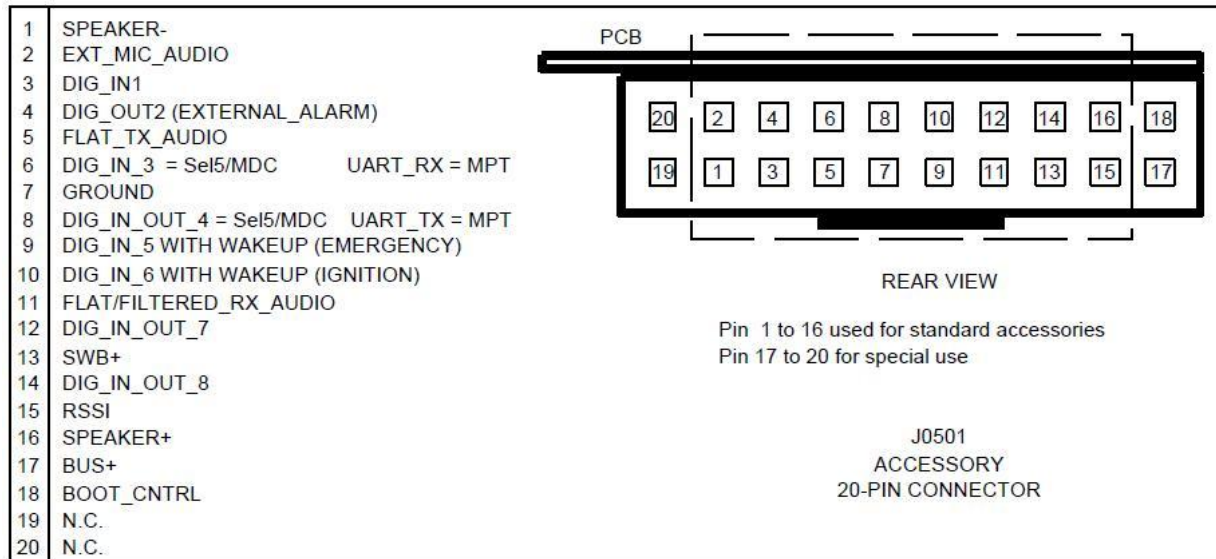 1 SPEAKER-
2 EXT_MIC_AUDIO
3 DIG_IN1
4 DIG_OUT2 (EXTERNAL_ALARM)
5 FLAT_TX_AUDIO
6 DIG_IN_3 = Sel5/MDC UART_RX = MPT
7 GROUND
8 DIG_IN_OUT_4 = Sel5/MDC UART_TX = MPT
9 DIG_IN_5 WITH WAKEUP (EMERGENCY)
10 DIG_IN_6 WITH WAKEUP (IGNITION)
11 FLAT/FILTERED_RX_AUDIO
12 DIG_IN_OUT_7
13 SWB+
14 DIG_IN_OUT_8
15 RSSI
16 SPEAKER+
17 BUS+
18 BOOT_CNTRL
19 N.C.
20 N.C.
PCB
20 2 4 6 8 10 12 14 16 18
19 1 3 5 7 9 11 13 15 17
REAR VIEW
Pin 1 to 16 used for standard accessories
Pin 17 to 20 for special use
J0501
ACCESSORY
20-PIN CONNECTOR